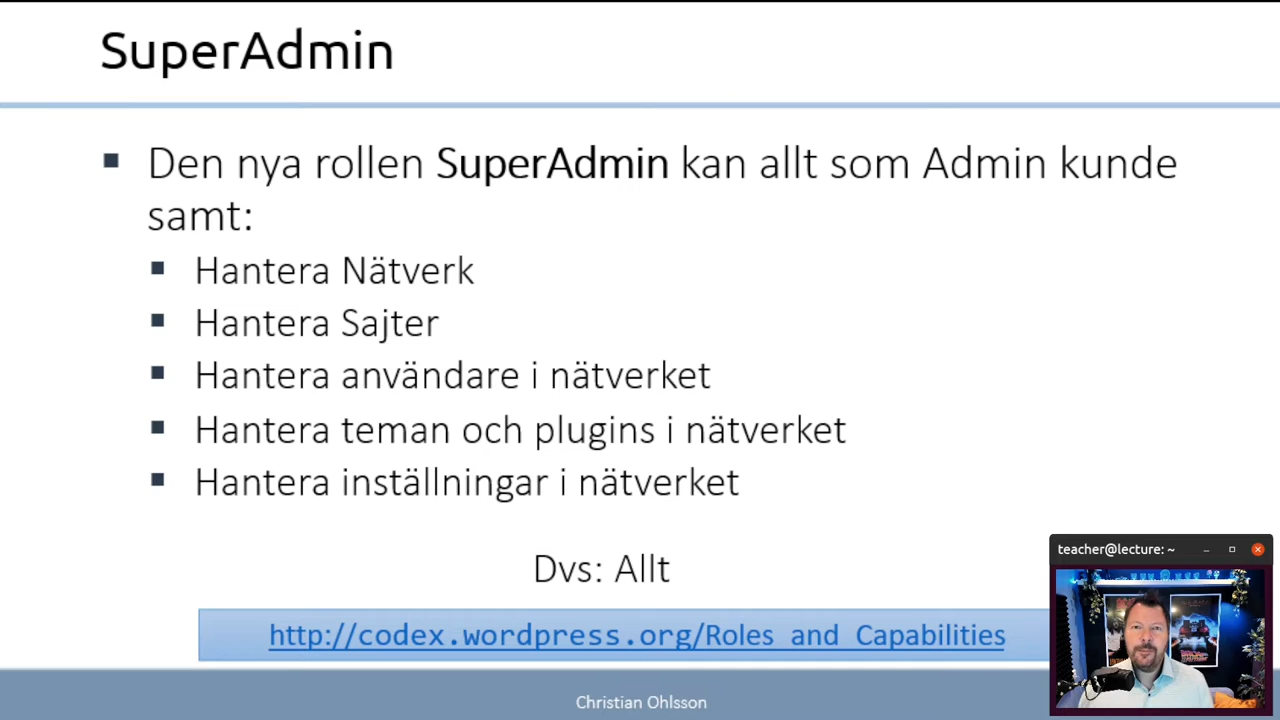 SuperAdmin
Den nya rollen SuperAdmin kan allt som Admin kunde
samt:
Hantera Nätverk
Hantera Sajter
Hantera användare i nätverket
Hantera teman och plugins i nätverket
Hantera inställningar i nätverket
Dvs: Allt
http://codex.wordpress.org/Roles_and_Capabilities
teacher@lecture: ~
Christian Ohlsson